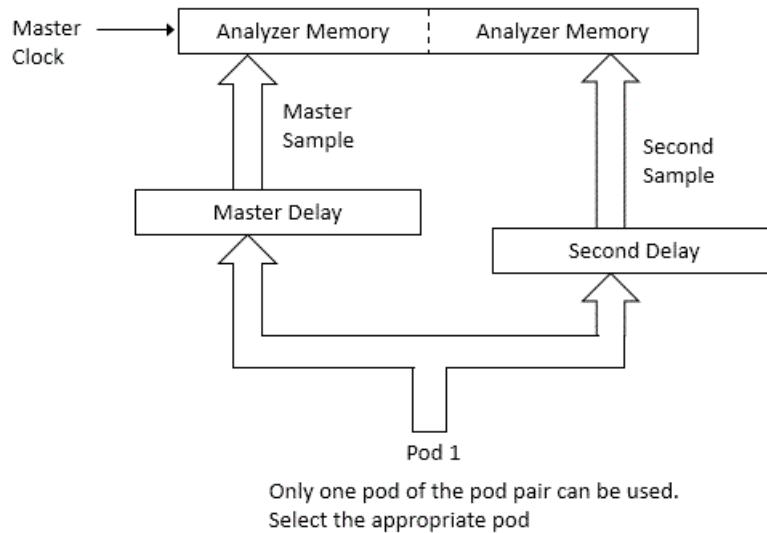 Master
Clock
Analyzer Memory
Analyzer Memory
Master
Sample
Second
Sample
Master Delay
Second Delay
Pod 1
Only one pod of the pod pair can be used.
Select the appropriate pod